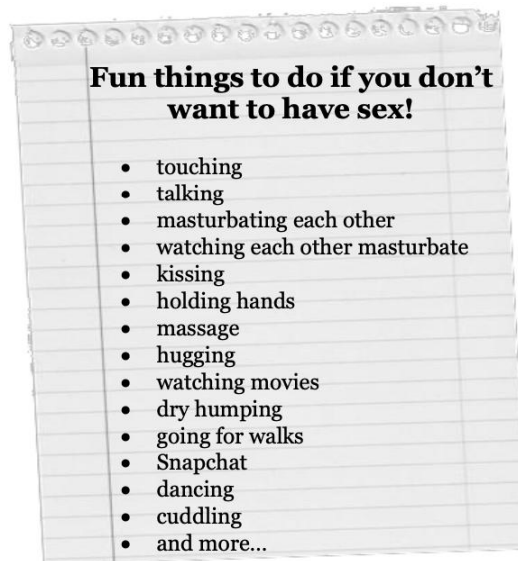 Fun things to do if you don’t
want to have sex!
• touching
• talking
• masturbating each other
• watching each other masturbate
• kissing
• holding hands
• massage
• hugging
• watching movies
• dry humping
• going for walks
• Snapchat
• dancing
• cuddling
• and more...